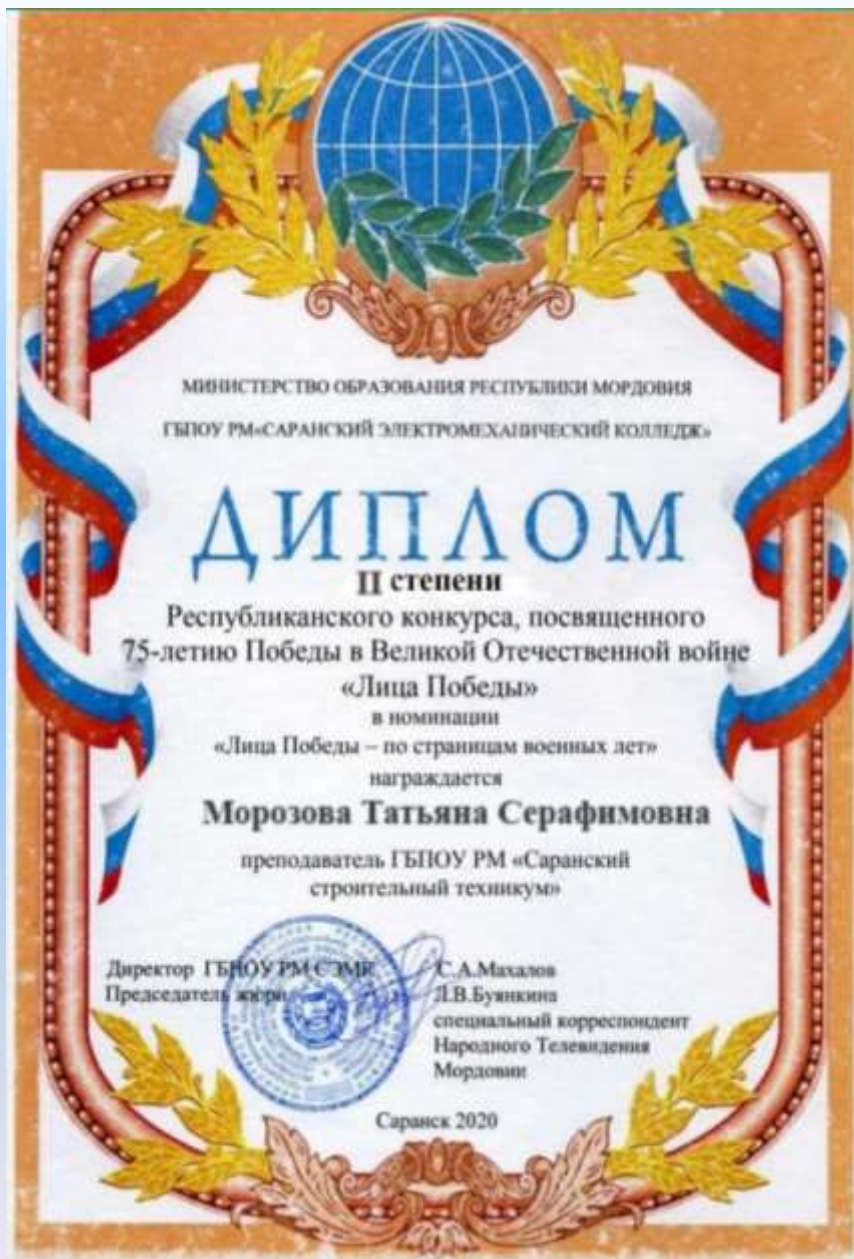 МИНИСТЕРСТВО ОБРАЗОВАНИЯ РЕСПУБЛИКИ МОРДОВИЯ
ГБПОУ РМ«САРАНСКИЙ ЭЛЕКТРОМЕХАНИЧЕСКИЙ КОЛЛЕДЖ»
ДИПЛОМ
II степени
Республиканского конкурса, посвященного
75-летию Победы в Великой Отечественной войне
«Лица Победы»
в номинации
«Лица Победы – по страницам военных лет»
награждается
Морозова Татьяна Серафимовна
преподаватель ГБПОУ РМ «Саранский
строительный техникум»
Директор ГБПОУ РМ СЭМК С.А.Махалов
Председатель жюри Л.В.Буянкина
специальный корреспондент
Народного Телевидения
Мордовии
Саранск 2020